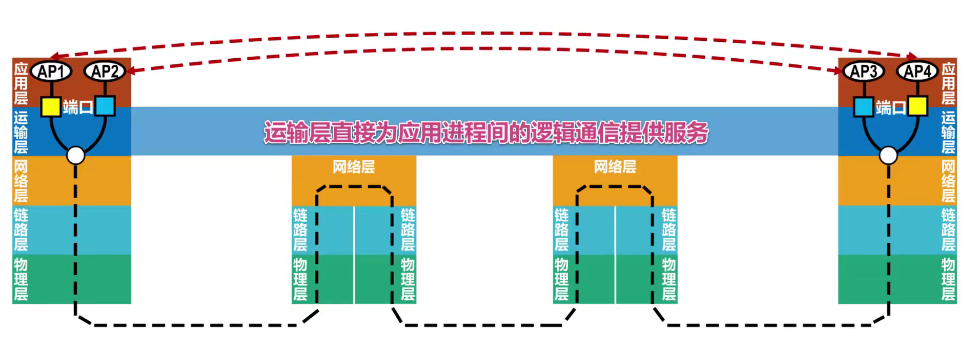 AP1
AP2
AP3
AP4
应用层
端口
端口
应用层
运输层
运输层直接为应用进程间的逻辑通信提供服务
运输层
网络层
网络层
网络层
网络层
链路层
链路层
链路层
链路层
链路层
链路层
物理层
物理层
物理层
物理层
物理层
物理层